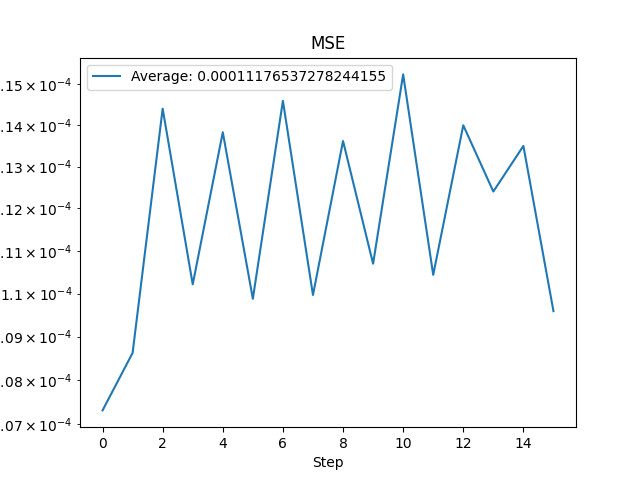 MSE
Average: 0.00011176537278244155
.15 × 10⁻⁴
.14 × 10⁻⁴
.13 × 10⁻⁴
.12 × 10⁻⁴
.11 × 10⁻⁴
1.1 × 10⁻⁴
.09 × 10⁻⁴
.08 × 10⁻⁴
.07 × 10⁻⁴
0 2 4 6 8 10 12 14
Step